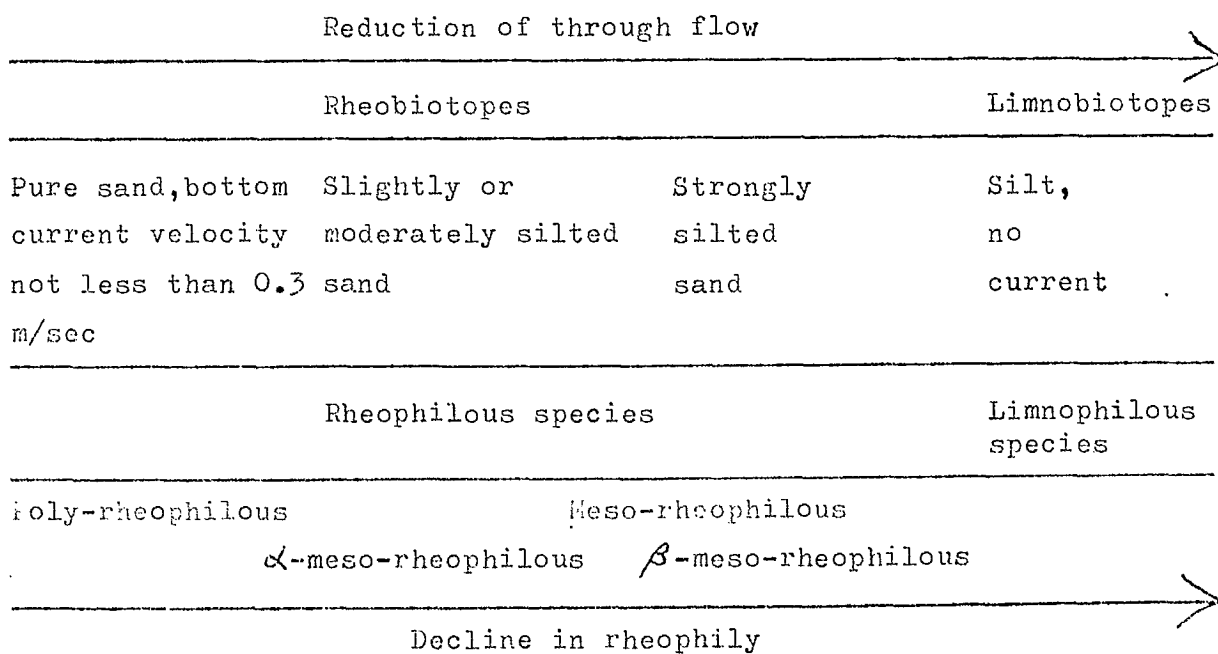 Reduction of through flow
Rheobiotopes Limnobiotopes
Pure sand, bottom Slightly or Strongly Silt,
current velocity moderately silted silted no
not less than 0.3 sand sand current
m/sec
Rheophilous species Limnophilous
species
Poly-rheophilous Meso-rheophilous
α-meso-rheophilous β-meso-rheophilous
Decline in rheophily